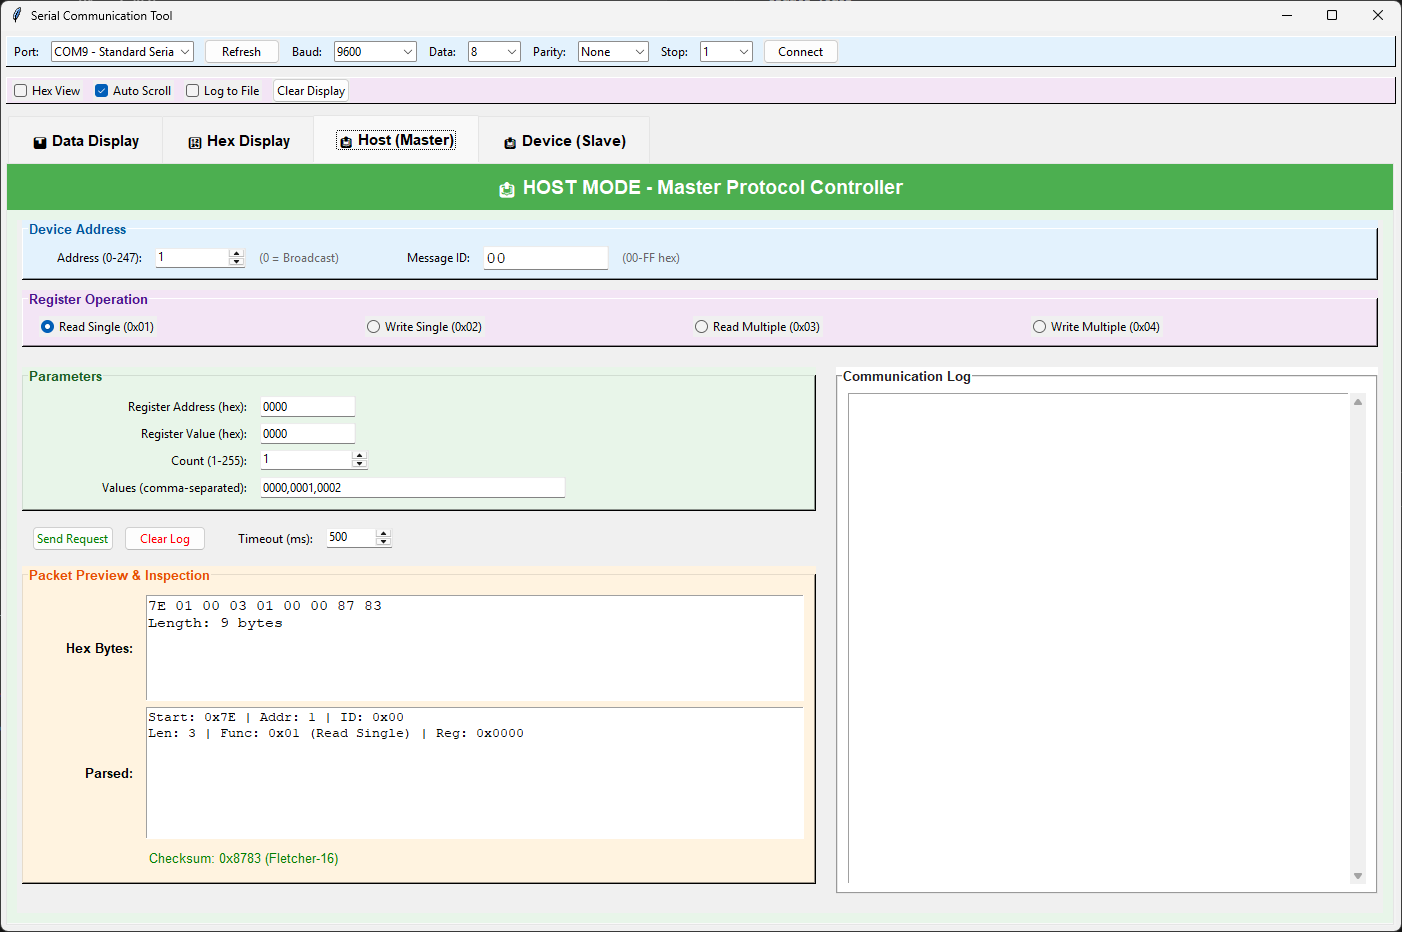 Serial Communication Tool
Port: COM9 - Standard Seria Refresh Baud: 9600 Data: 8 Parity: None Stop: 1 Connect
Hex View Auto Scroll Log to File Clear Display
Data Display Hex Display Host (Master) Device (Slave)
HOST MODE - Master Protocol Controller
Device Address
Address (0-247): 1 (0 = Broadcast) Message ID: 00 (00-FF hex)
Register Operation
Read Single (0x01) Write Single (0x02) Read Multiple (0x03) Write Multiple (0x04)
Parameters
Register Address (hex): 0000
Register Value (hex): 0000
Count (1-255): 1
Values (comma-separated): 0000,0001,0002
Send Request Clear Log Timeout (ms): 500
Packet Preview & Inspection
Hex Bytes:
7E 01 00 03 01 00 00 87 83
Length: 9 bytes
Parsed:
Start: 0x7E | Addr: 1 | ID: 0x00
Len: 3 | Func: 0x01 (Read Single) | Reg: 0x0000
Checksum: 0x8783 (Fletcher-16)
Communication Log